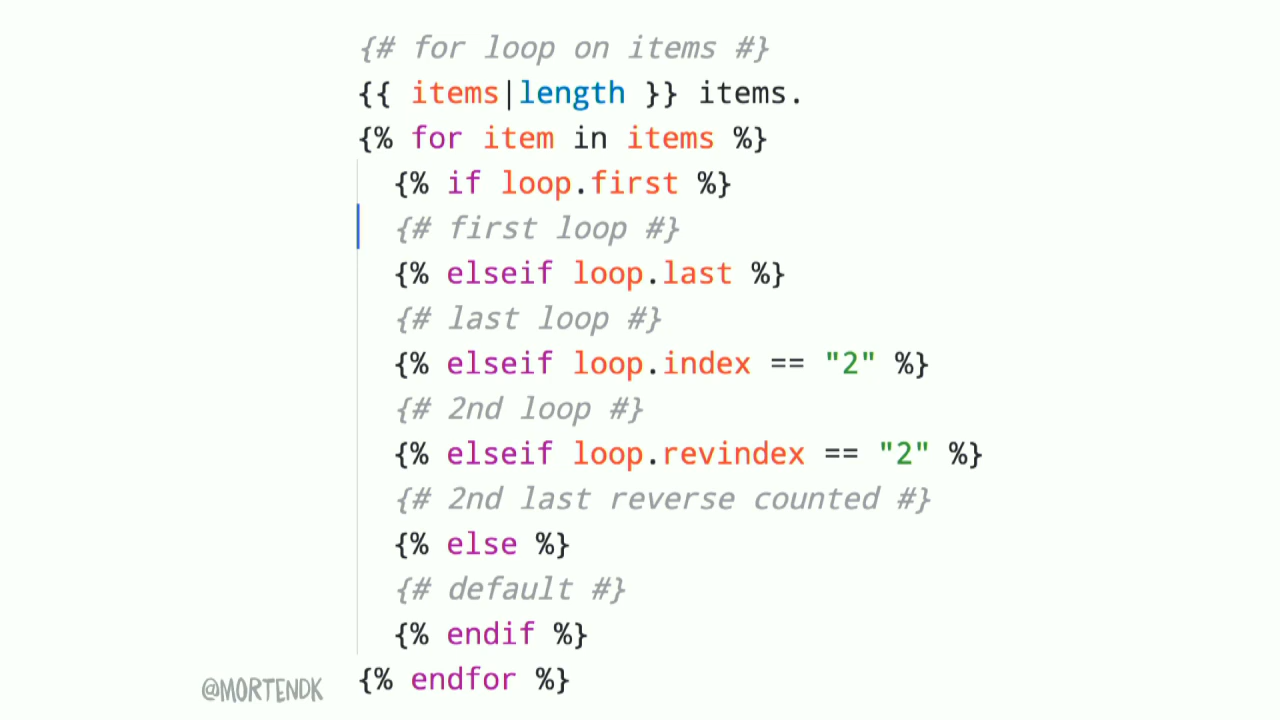 {# for loop on items #}
{{ items|length }} items.
{% for item in items %}
{% if loop.first %}
{# first loop #}
{% elseif loop.last %}
{# last loop #}
{% elseif loop.index == "2" %}
{# 2nd loop #}
{% elseif loop.revindex == "2" %}
{# 2nd last reverse counted #}
{% else %}
{# default #}
{% endif %}
{% endfor %}
@MORTENDK